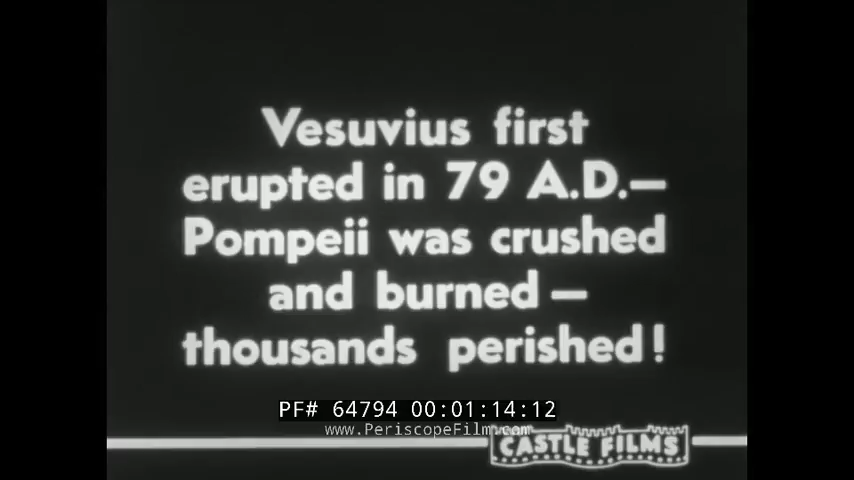 Vesuvius first
erupted in 79 A.D.—
Pompeii was crushed
and burned —
thousands perished!
PF# 64794 00:01:14:12
www.PeriscopeFilm.com
CASTLE FILMS